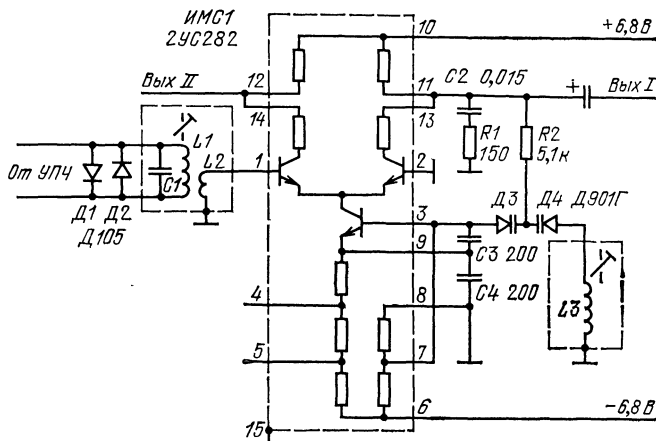 ИМС1
2УС282
10
+6,8 В
Вых II
12
11
С2 0,015
+
Вых I
14
13
R1
150
R2
5,1к
L1
От УПЧ
С1
L2
1
2
Д1 Д2
Д105
3
Д3 Д4 Д901Г
9
С3 200
4
8
С4 200
L3
5
7
6
−6,8 В
15